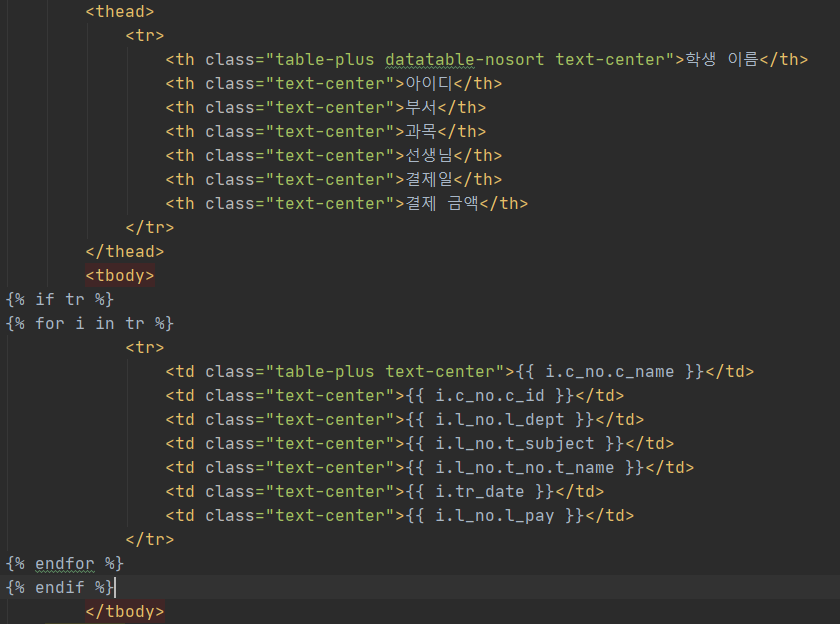 <thead>
<tr>
<th class="table-plus datatable-nosort text-center">학생 이름</th>
<th class="text-center">아이디</th>
<th class="text-center">부서</th>
<th class="text-center">과목</th>
<th class="text-center">선생님</th>
<th class="text-center">결제일</th>
<th class="text-center">결제 금액</th>
</tr>
</thead>
<tbody>
{% if tr %}
{% for i in tr %}
<tr>
<td class="table-plus text-center">{{ i.c_no.c_name }}</td>
<td class="text-center">{{ i.c_no.c_id }}</td>
<td class="text-center">{{ i.l_no.l_dept }}</td>
<td class="text-center">{{ i.l_no.t_subject }}</td>
<td class="text-center">{{ i.l_no.t_no.t_name }}</td>
<td class="text-center">{{ i.tr_date }}</td>
<td class="text-center">{{ i.l_no.l_pay }}</td>
</tr>
{% endfor %}
{% endif %}
</tbody>